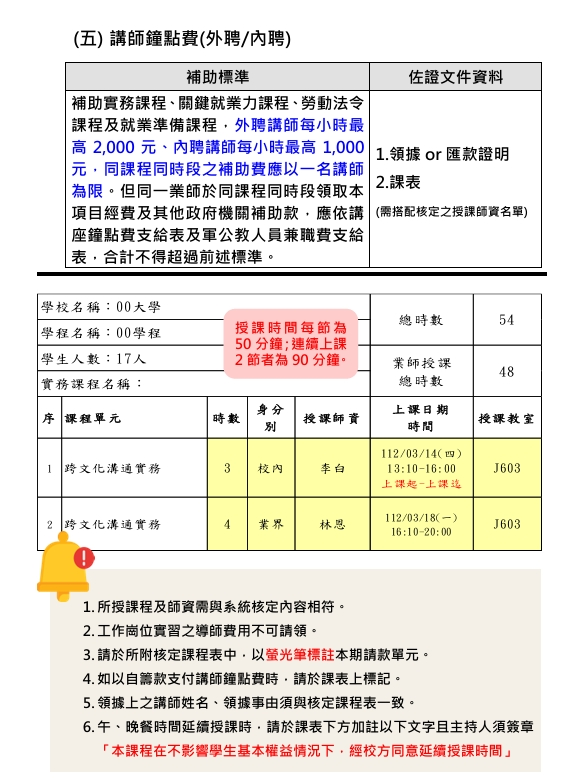 (五) 講師鐘點費(外聘/內聘)
補助標準
佐證文件資料
補助實務課程、關鍵就業力課程、勞動法令
課程及就業準備課程，外聘講師每小時最
高 2,000 元、內聘講師每小時最高 1,000
元，同課程同時段之補助費應以一名講師
為限。但同一業師於同課程同時段領取本
項目經費及其他政府機關補助款，應依講
座鐘點費支給表及軍公教人員兼職費支給
表，合計不得超過前述標準。
1.領據 or 匯款證明
2.課表
(需搭配核定之授課師資名單)
學校名稱：00大學
學程名稱：00學程
學生人數：17人
實務課程名稱：
授課時間每節為
50 分鐘;連續上課
2 節者為 90 分鐘。
總時數
54
業師授課
總時數
48
序
課程單元
時數
身分
別
授課師資
上課日期
時間
授課教室
1
跨文化溝通實務
3
校內
李白
112/03/14(四)
13:10-16:00
上課起-上課迄
J603
2
跨文化溝通實務
4
業界
林恩
112/03/18(一)
16:10-20:00
J603
1.所授課程及師資需與系統核定內容相符。
2.工作崗位實習之導師費用不可請領。
3.請於所附核定課程表中，以螢光筆標註本期請款單元。
4.如以自籌款支付講師鐘點費時，請於課表上標記。
5.領據上之講師姓名、領據事由須與核定課程表一致。
6.午、晚餐時間延續授課時，請於課表下方加註以下文字且主持人須簽章
「本課程在不影響學生基本權益情況下，經校方同意延續授課時間」